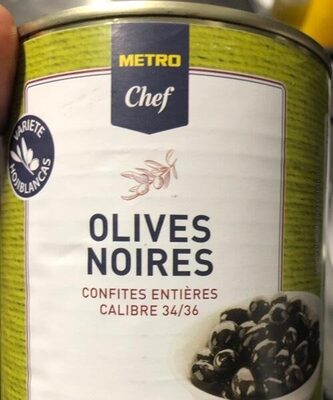 METRO
Chef
VARIETE
HOJIBLANCAS
OLIVES
NOIRES
CONFITES ENTIÈRES
CALIBRE 34/36